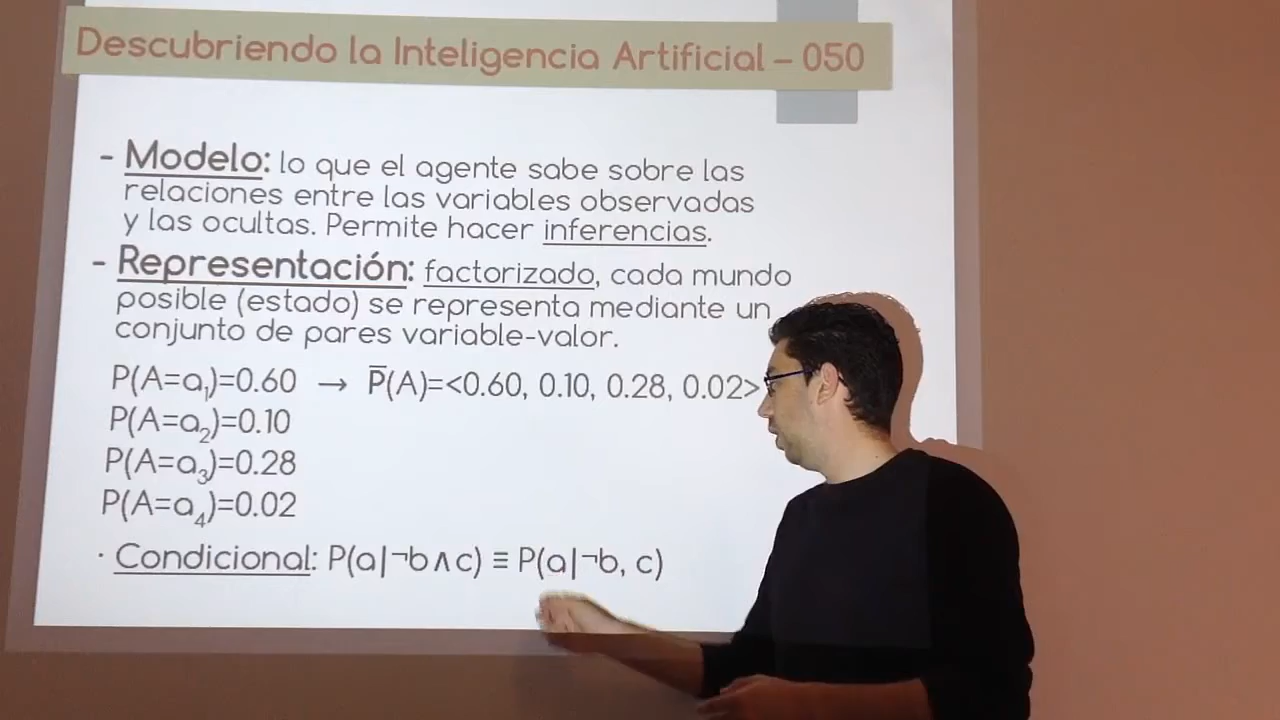 Descubriendo la Inteligencia Artificial – 050
- Modelo: lo que el agente sabe sobre las
relaciones entre las variables observadas
y las ocultas. Permite hacer inferencias.
- Representación: factorizado, cada mundo
posible (estado) se representa mediante un
conjunto de pares variable-valor.
P(A=a₁)=0.60 → P̅(A)=<0.60, 0.10, 0.28, 0.02>
P(A=a₂)=0.10
P(A=a₃)=0.28
P(A=a₄)=0.02
· Condicional: P(a|¬b∧c) ≡ P(a|¬b, c)